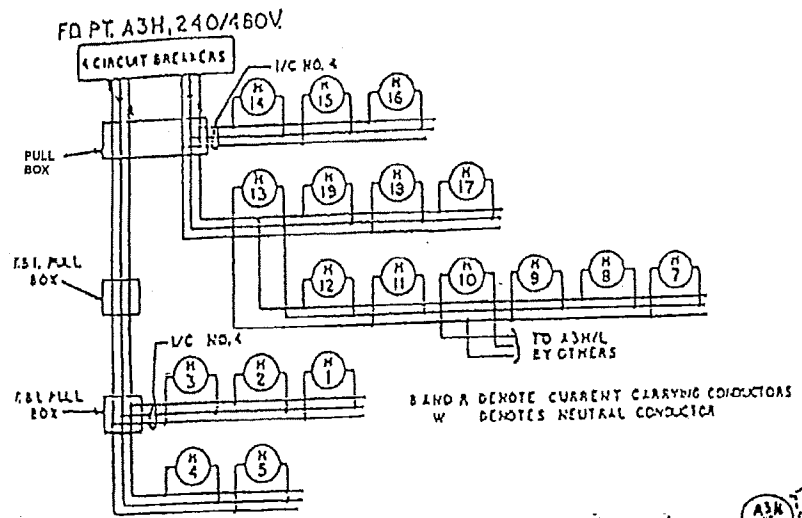 FD PT. A3H, 240/480V.
4 CIRCUIT BREAKERS
1/C NO. 4
H 14
H 15
H 16
PULL BOX
H 13
H 19
H 18
H 17
PULL BOX
H 12
H 11
H 10
H 9
H 8
H 7
TO A3H/L
BY OTHERS
1/C NO. 4
H 3
H 2
H 1
PULL BOX
B AND R DENOTE CURRENT CARRYING CONDUCTORS
W DENOTES NEUTRAL CONDUCTOR
H 4
H 5
A3H